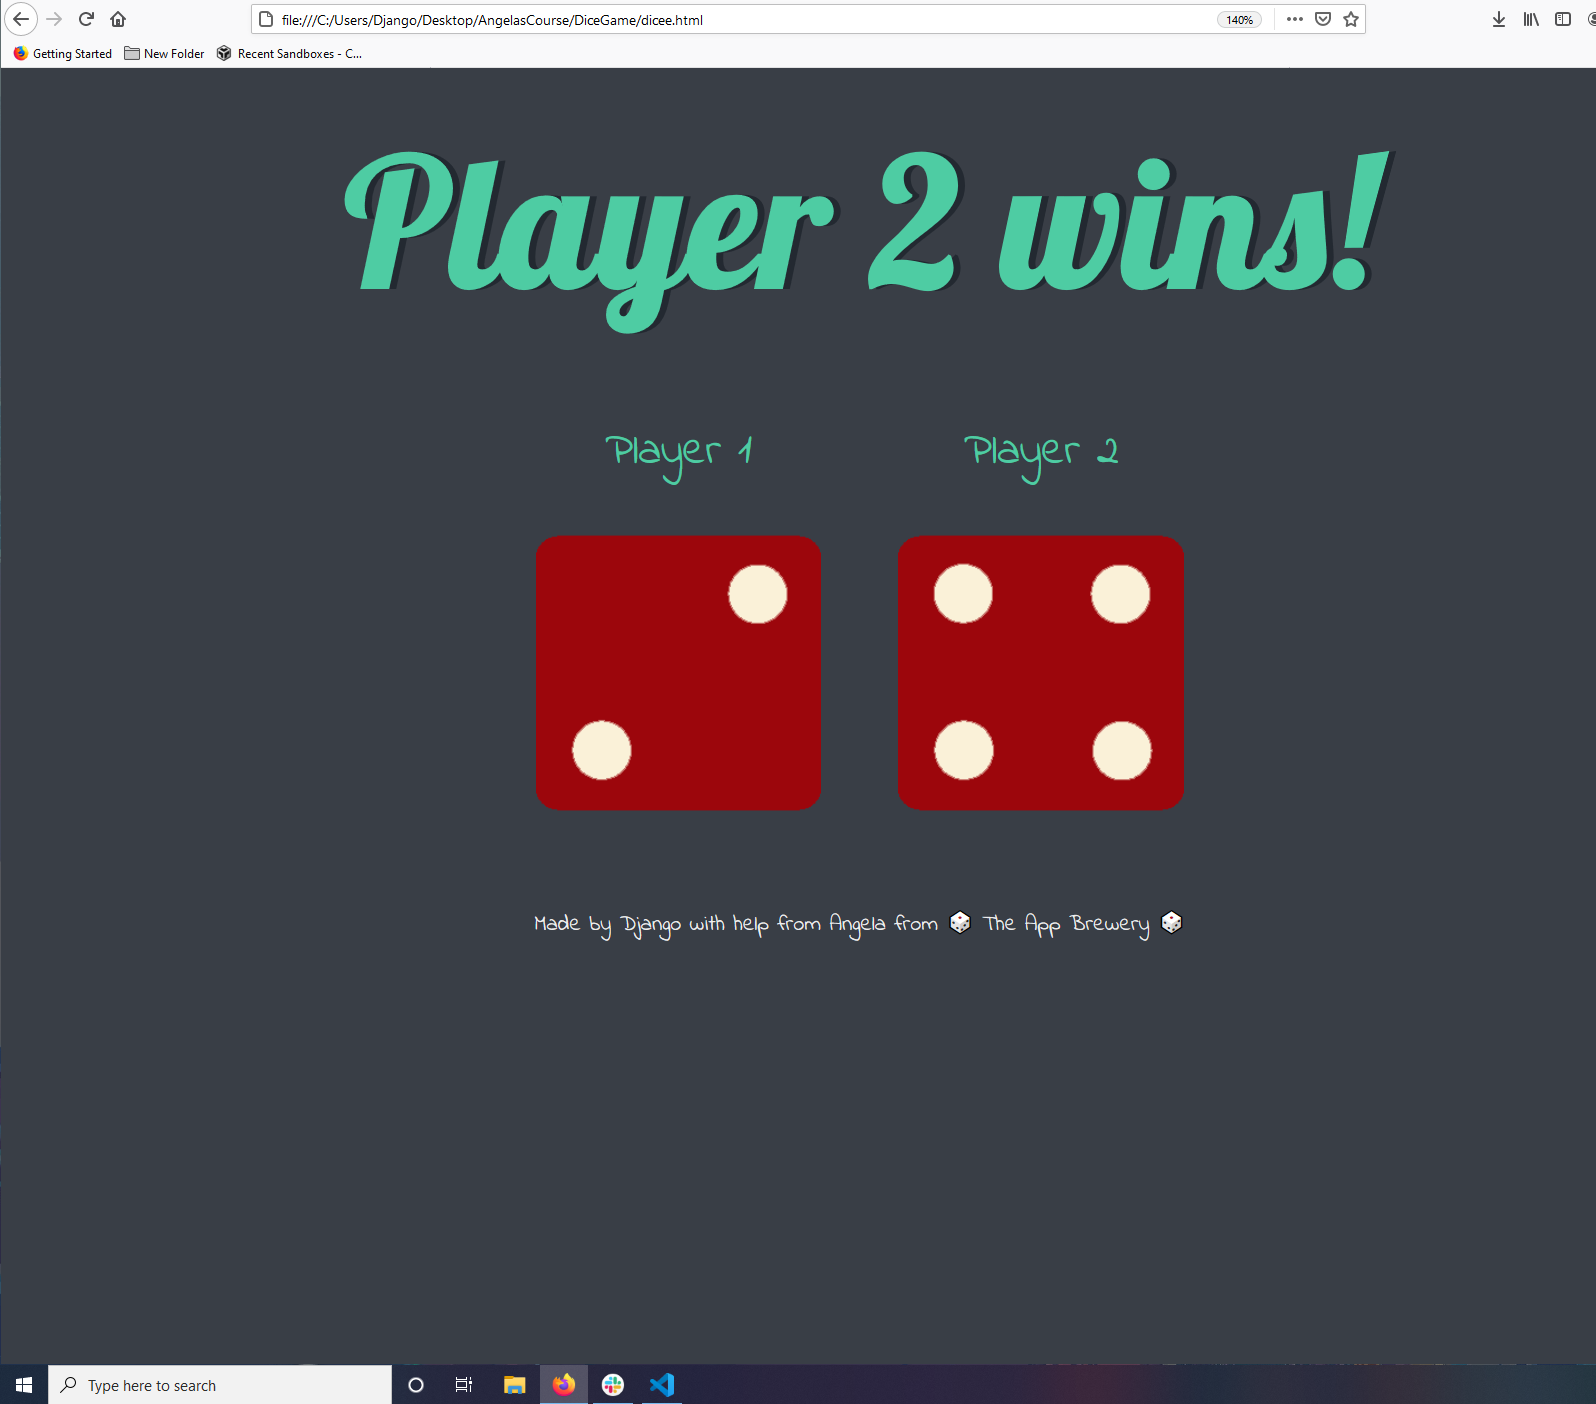 file:///C:/Users/Django/Desktop/AngelasCourse/DiceGame/dicee.html 140%
Getting Started New Folder Recent Sandboxes - C...
Player 2 wins!
Player 1 Player 2
Made by Django with help from Angela from 🎲 The App Brewery 🎲
Type here to search